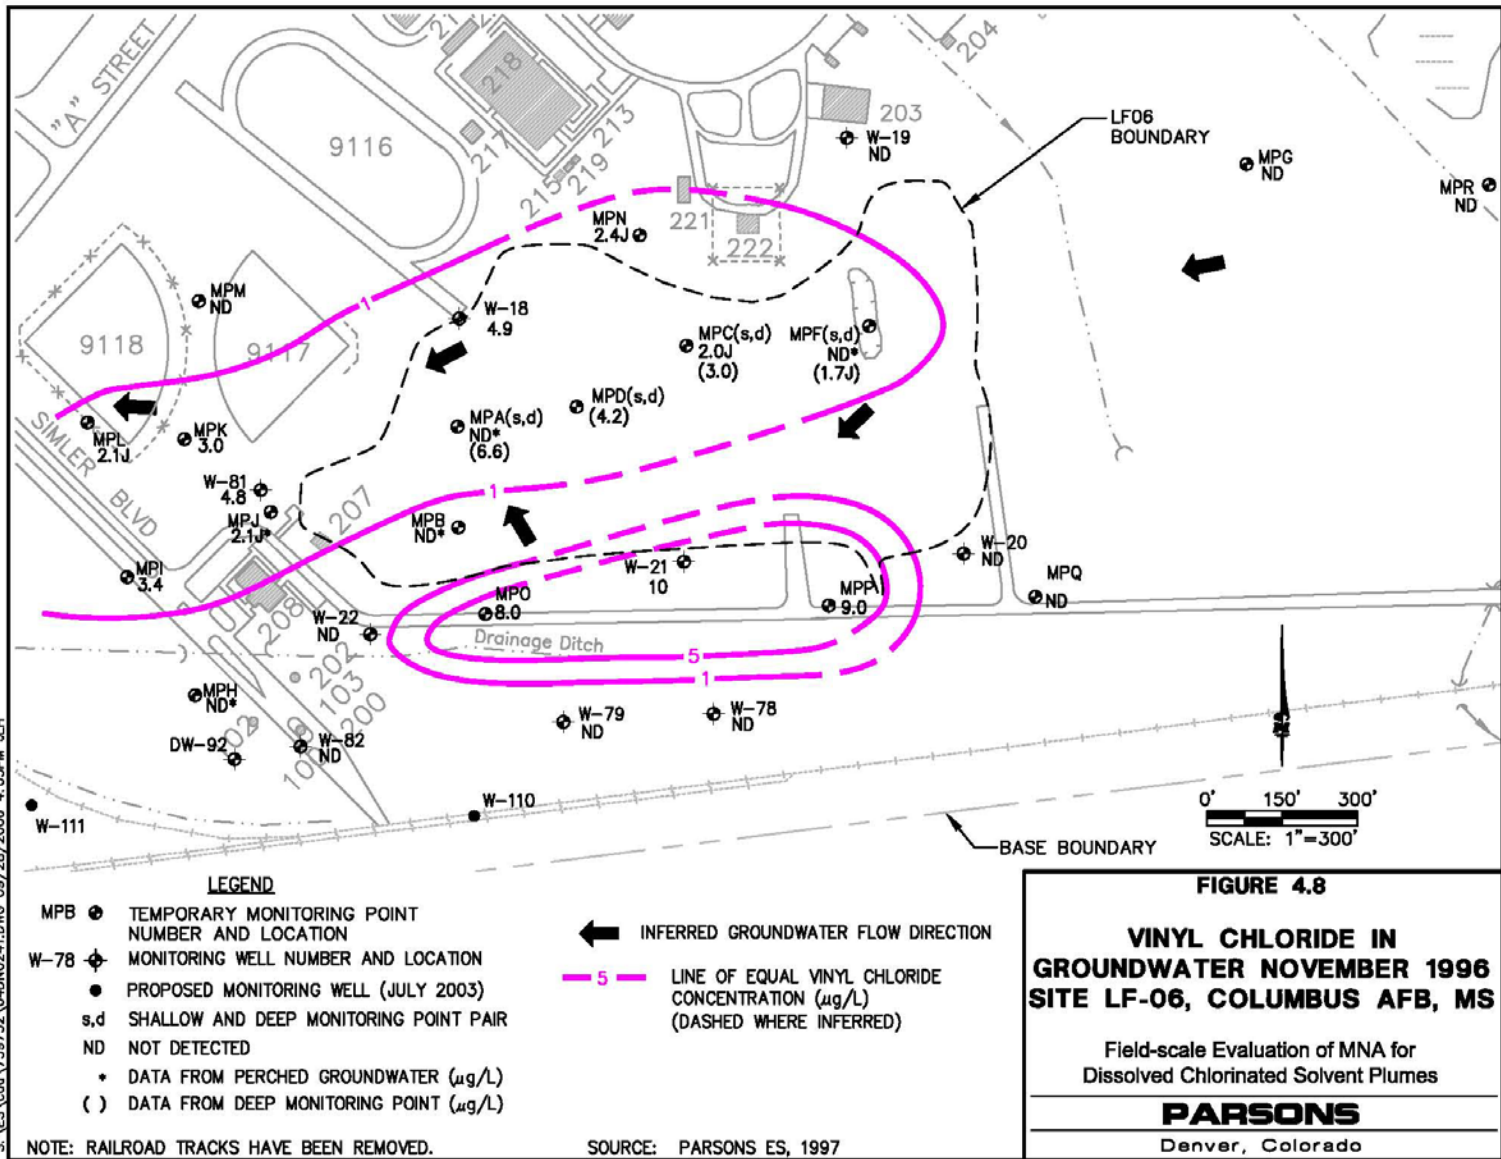 "A" STREET
218
9116
217
215
219
213
221
222
203
204
W-19
ND
LF06
BOUNDARY
MPG
ND
MPR
ND
MPN
2.4J
MPM
ND
1
W-18
4.9
9118
9117
MPC(s,d)
2.0J
(3.0)
MPF(s,d)
ND*
(1.7J)
MPD(s,d)
(4.2)
MPA(s,d)
ND*
(6.6)
MPL
2.1J
MPK
3.0
SIMLER BLVD
W-81
4.8
MPJ
2.1J*
207
1
MPB
ND*
MPI
3.4
W-21
10
W-20
ND
MPQ
ND
MPO
8.0
MPP
9.0
208
W-22
ND
Drainage Ditch
5
1
202
103
200
MPH
ND*
W-79
ND
W-78
ND
DW-92
W-82
ND
W-110
W-111
BASE BOUNDARY
0' 150' 300'
SCALE: 1"=300'
LEGEND
MPB TEMPORARY MONITORING POINT
NUMBER AND LOCATION
W-78 MONITORING WELL NUMBER AND LOCATION
PROPOSED MONITORING WELL (JULY 2003)
s,d SHALLOW AND DEEP MONITORING POINT PAIR
ND NOT DETECTED
* DATA FROM PERCHED GROUNDWATER (µg/L)
( ) DATA FROM DEEP MONITORING POINT (µg/L)
INFERRED GROUNDWATER FLOW DIRECTION
5 LINE OF EQUAL VINYL CHLORIDE
CONCENTRATION (µg/L)
(DASHED WHERE INFERRED)
NOTE: RAILROAD TRACKS HAVE BEEN REMOVED.
SOURCE: PARSONS ES, 1997
FIGURE 4.8
VINYL CHLORIDE IN
GROUNDWATER NOVEMBER 1996
SITE LF-06, COLUMBUS AFB, MS
Field-scale Evaluation of MNA for
Dissolved Chlorinated Solvent Plumes
PARSONS
Denver, Colorado